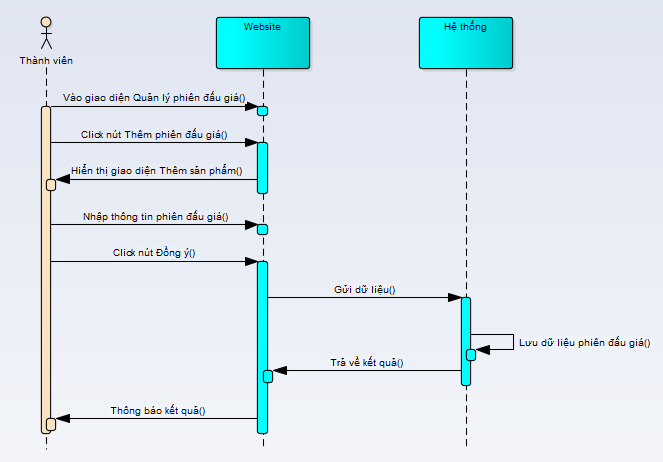 Website
Hệ thống
Thành viên
Vào giao diện Quản lý phiên đấu giá()
Click nút Thêm phiên đấu giá()
Hiển thị giao diện Thêm sản phẩm()
Nhập thông tin phiên đấu giá()
Click nút Đồng ý()
Gửi dữ liệu()
Lưu dữ liệu phiên đấu giá()
Trả về kết quả()
Thông báo kết quả()